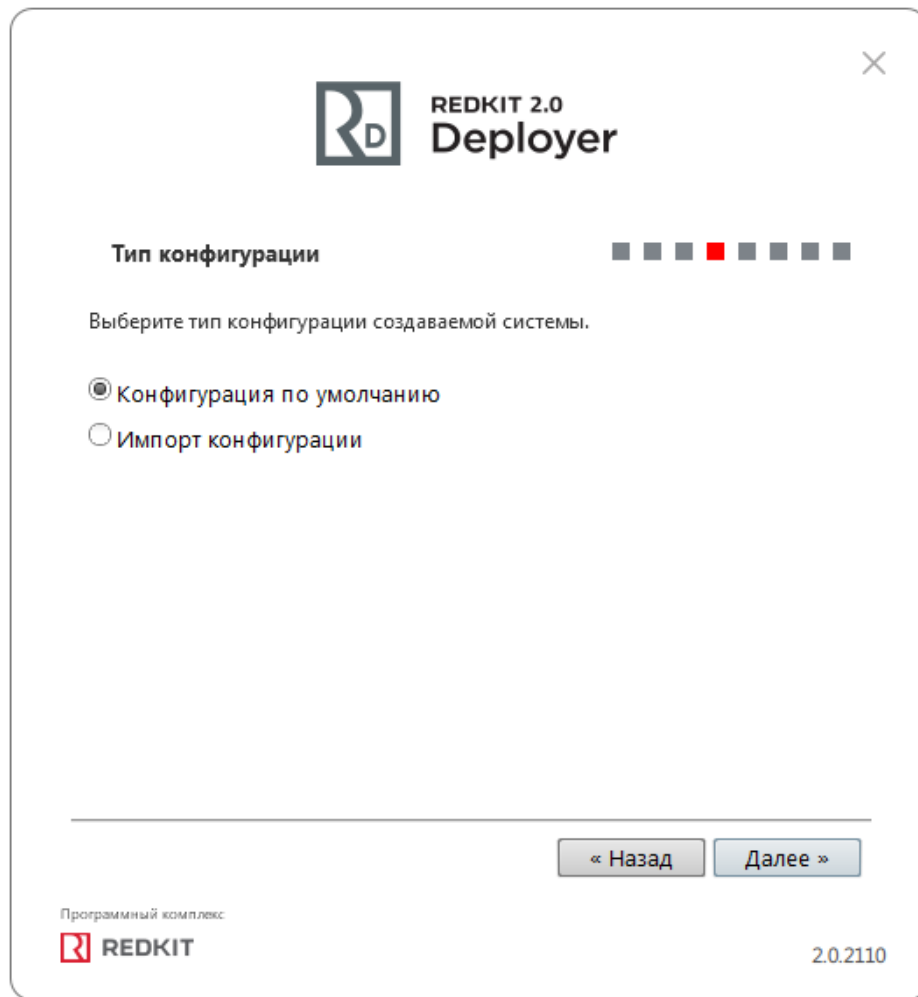 RD
REDKIT 2.0
Deployer
Тип конфигурации
Выберите тип конфигурации создаваемой системы.
Конфигурация по умолчанию
Импорт конфигурации
« Назад
Далее »
Программный комплекс
REDKIT
2.0.2110